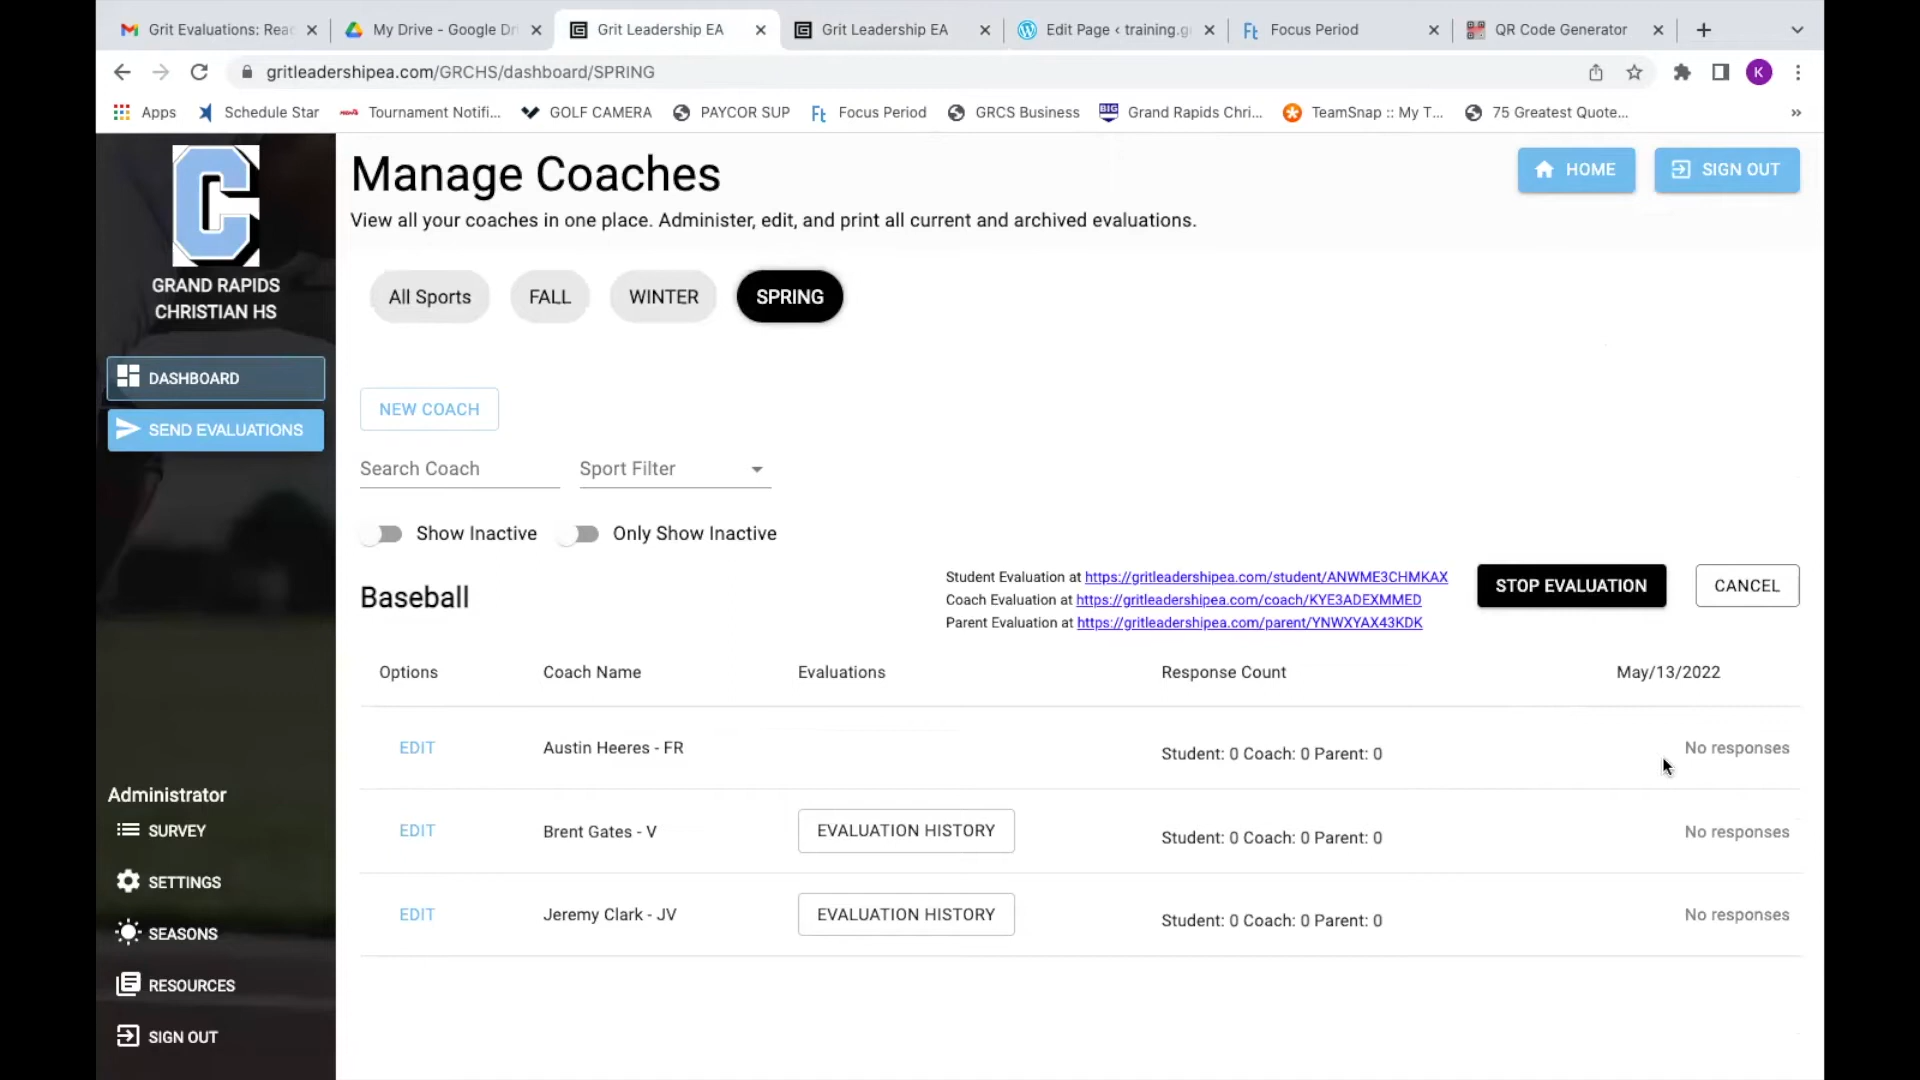 Grit Evaluations: Reac
My Drive - Google Dr
Grit Leadership EA
Grit Leadership EA
Edit Page ‹ training.gr
Focus Period
QR Code Generator
gritleadershipea.com/GRCHS/dashboard/SPRING
K
Apps
Schedule Star
Tournament Notifi...
GOLF CAMERA
PAYCOR SUP
Focus Period
GRCS Business
Grand Rapids Chri...
TeamSnap :: My T...
75 Greatest Quote...
»
C
GRAND RAPIDS
CHRISTIAN HS
DASHBOARD
SEND EVALUATIONS
Administrator
SURVEY
SETTINGS
SEASONS
RESOURCES
SIGN OUT
Manage Coaches
HOME
SIGN OUT
View all your coaches in one place. Administer, edit, and print all current and archived evaluations.
All Sports
FALL
WINTER
SPRING
NEW COACH
Search Coach
Sport Filter
Show Inactive
Only Show Inactive
Baseball
Student Evaluation at https://gritleadershipea.com/student/ANWME3CHMKAX
Coach Evaluation at https://gritleadershipea.com/coach/KYE3ADEXMMED
Parent Evaluation at https://gritleadershipea.com/parent/YNWXYAX43KDK
STOP EVALUATION
CANCEL
Options Coach Name Evaluations Response Count May/13/2022
EDIT Austin Heeres - FR Student: 0 Coach: 0 Parent: 0 No responses
EDIT Brent Gates - V EVALUATION HISTORY Student: 0 Coach: 0 Parent: 0 No responses
EDIT Jeremy Clark - JV EVALUATION HISTORY Student: 0 Coach: 0 Parent: 0 No responses